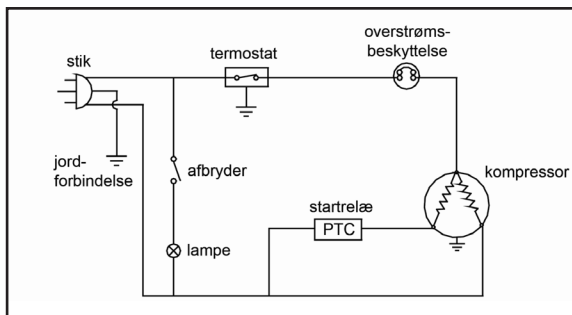 overstrøms-
beskyttelse
termostat
stik
jord-
forbindelse
afbryder
kompressor
startrelæ
PTC
lampe